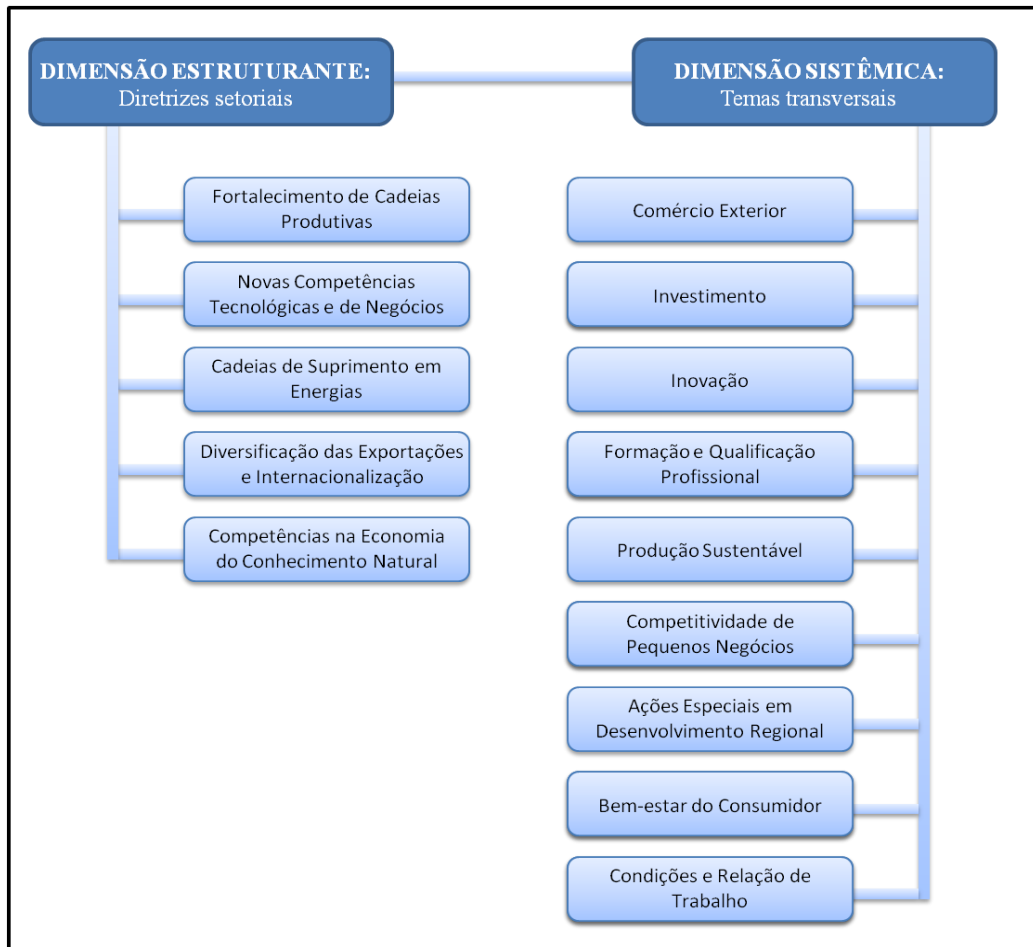 DIMENSÃO ESTRUTURANTE:
Diretrizes setoriais
Fortalecimento de Cadeias
Produtivas
Novas Competências
Tecnológicas e de Negócios
Cadeias de Suprimento em
Energias
Diversificação das Exportações
e Internacionalização
Competências na Economia
do Conhecimento Natural
DIMENSÃO SISTÊMICA:
Temas transversais
Comércio Exterior
Investimento
Inovação
Formação e Qualificação
Profissional
Produção Sustentável
Competitividade de
Pequenos Negócios
Ações Especiais em
Desenvolvimento Regional
Bem-estar do Consumidor
Condições e Relação de
Trabalho